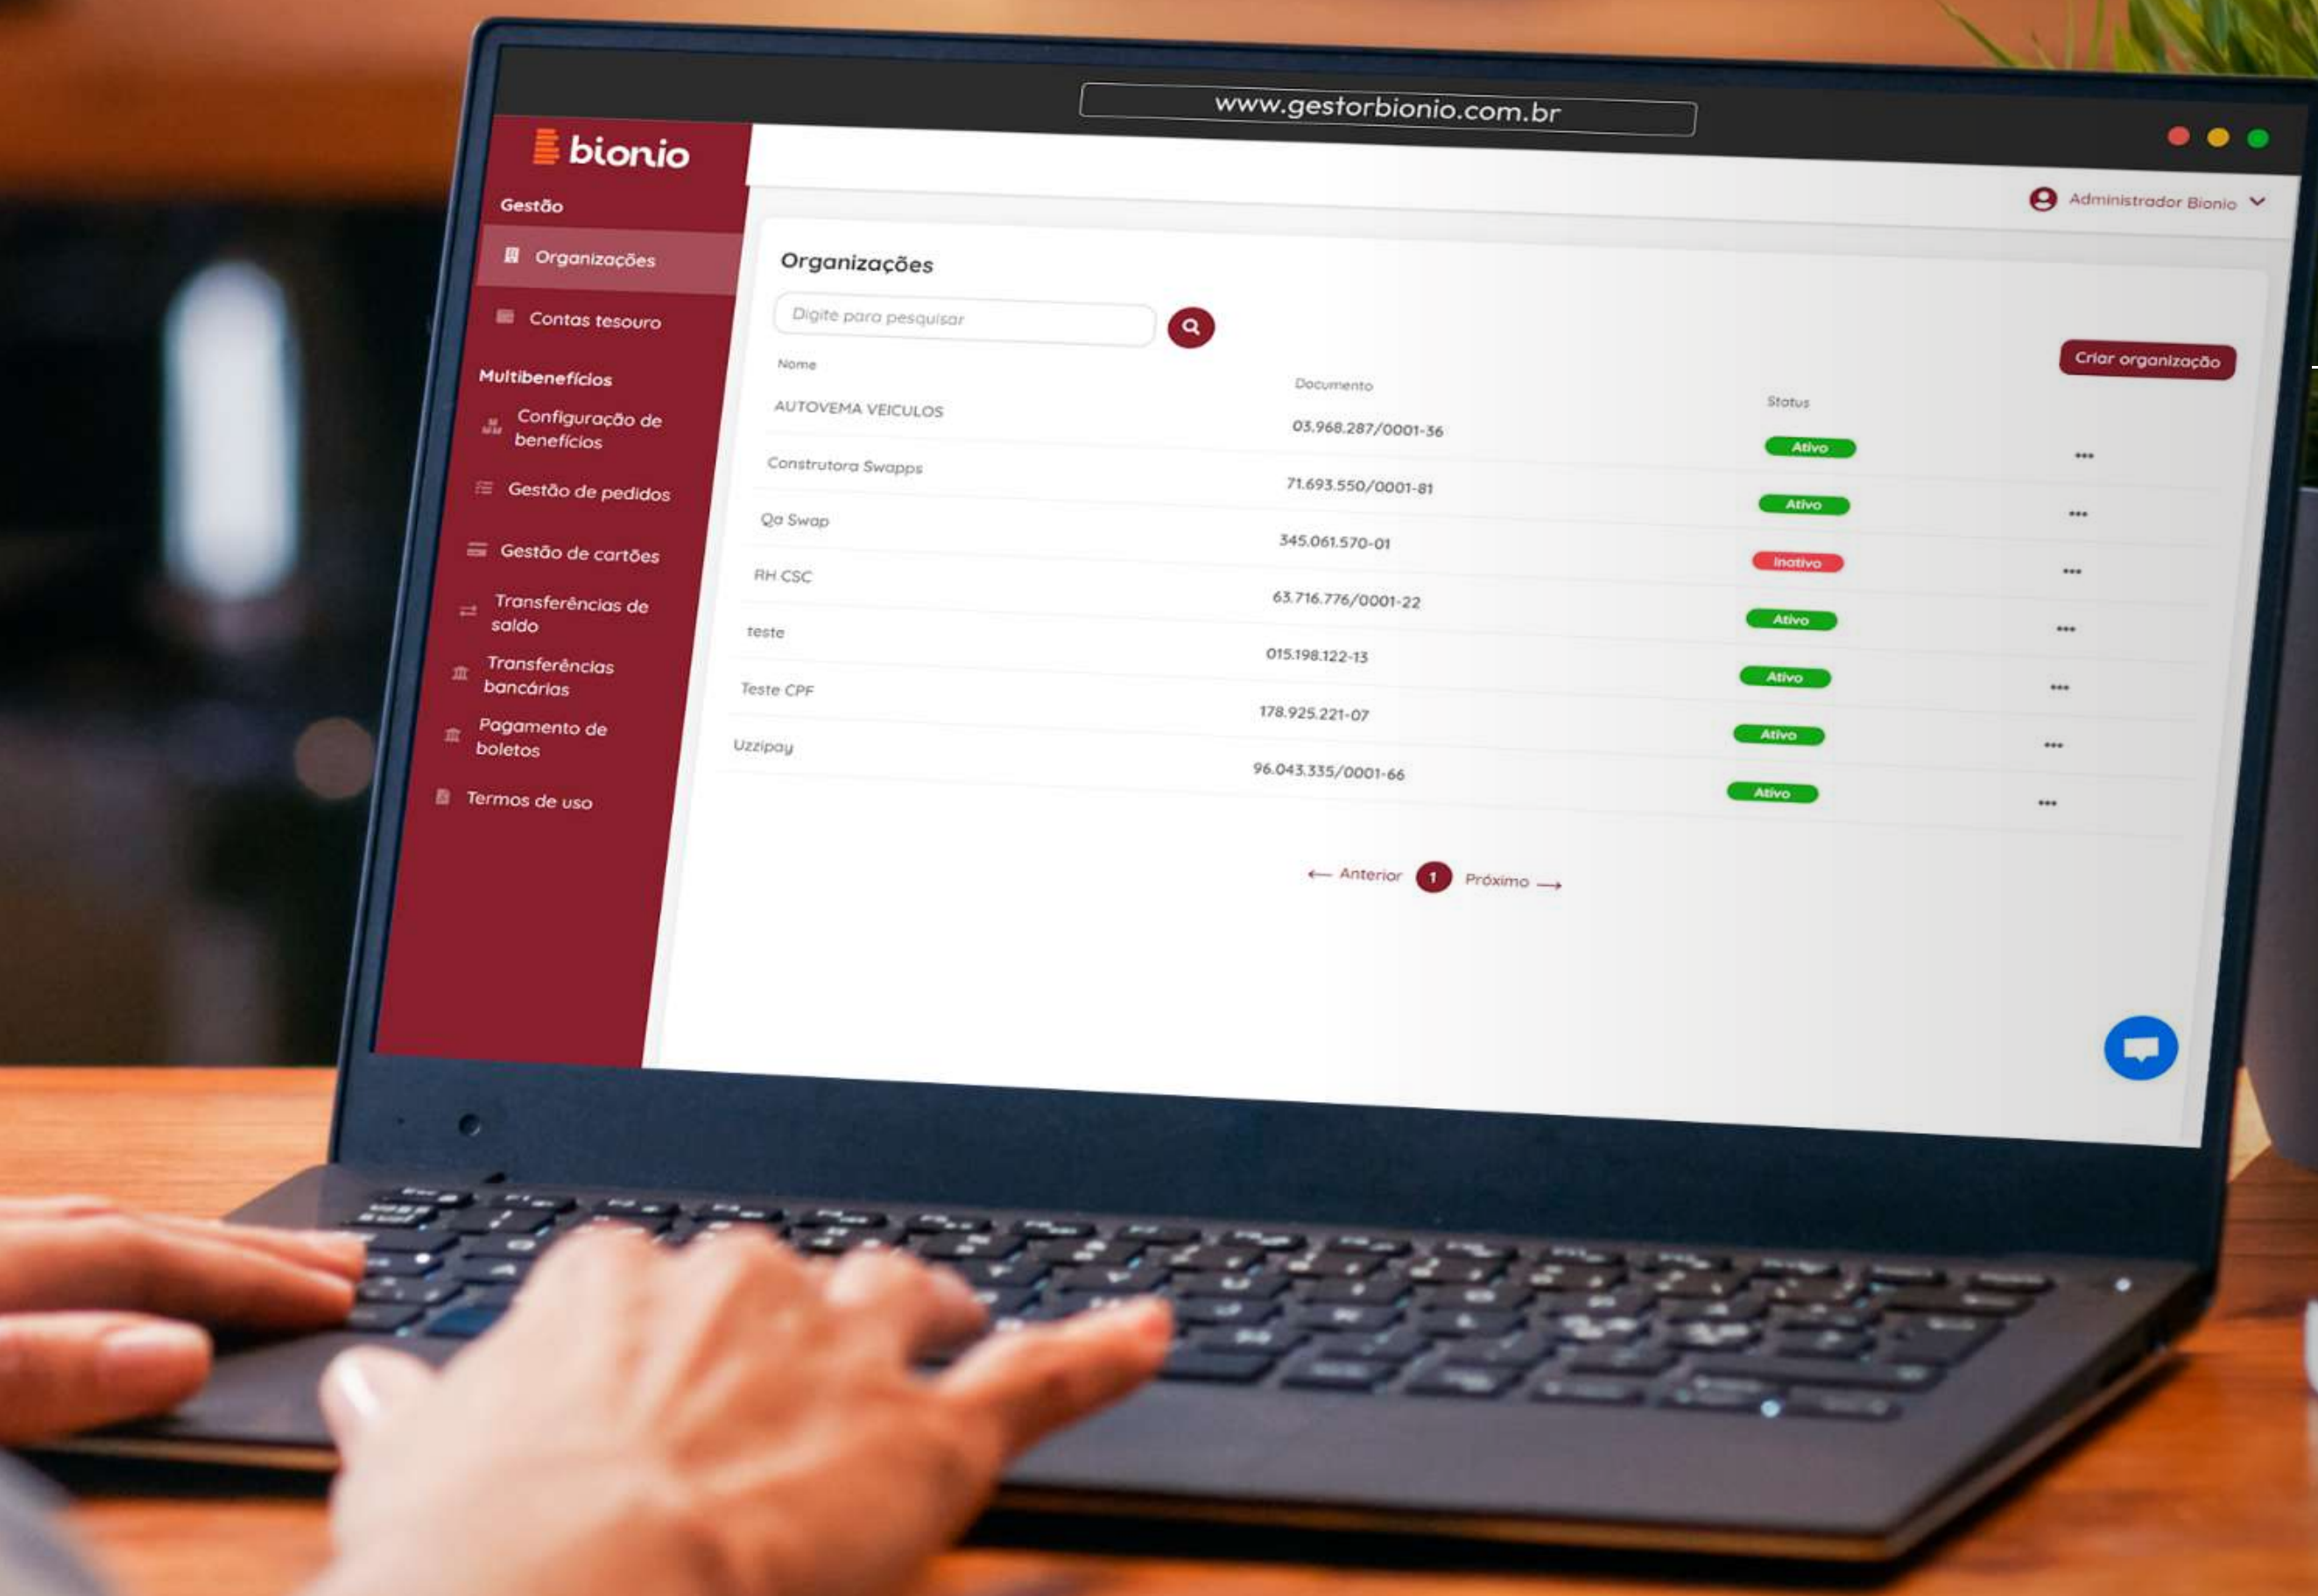 www.gestorbionio.com.br
bionio
Administrador Bionio
Gestão
Organizações
Contas tesouro
Multibenefícios
Configuração de
benefícios
Gestão de pedidos
Gestão de cartões
Transferências de
saldo
Transferências
bancárias
Pagamento de
boletos
Termos de uso
Organizações
Digite para pesquisar
Criar organização
Nome Documento Status
AUTOVEMA VEICULOS 03.968.287/0001-36 Ativo
Construtora Swapps 71.693.550/0001-81 Ativo
Qa Swap 345.061.570-01 Inativo
RH CSC 63.716.776/0001-22 Ativo
teste 015.198.122-13 Ativo
Teste CPF 178.925.221-07 Ativo
Uzzipay 96.043.335/0001-66 Ativo
← Anterior 1 Próximo →